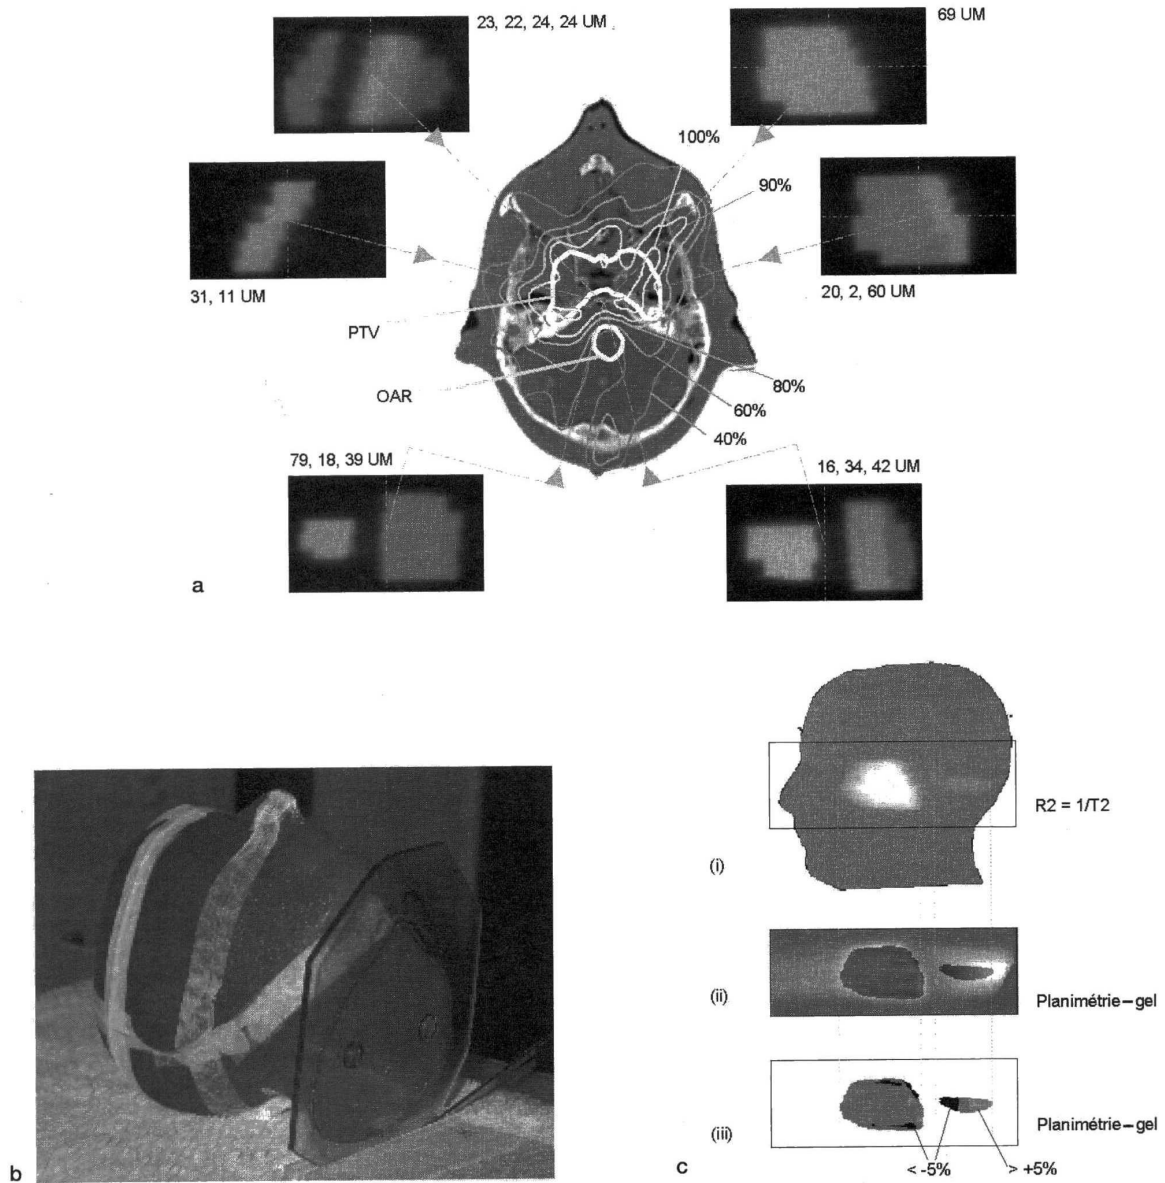 23, 22, 24, 24 UM
69 UM
100%
90%
31, 11 UM
20, 2, 60 UM
PTV
OAR
80%
60%
40%
79, 18, 39 UM
16, 34, 42 UM
a
R2 = 1/T2
(i)
(ii)
Planimétrie–gel
(iii)
Planimétrie–gel
< -5%
> +5%
b
c